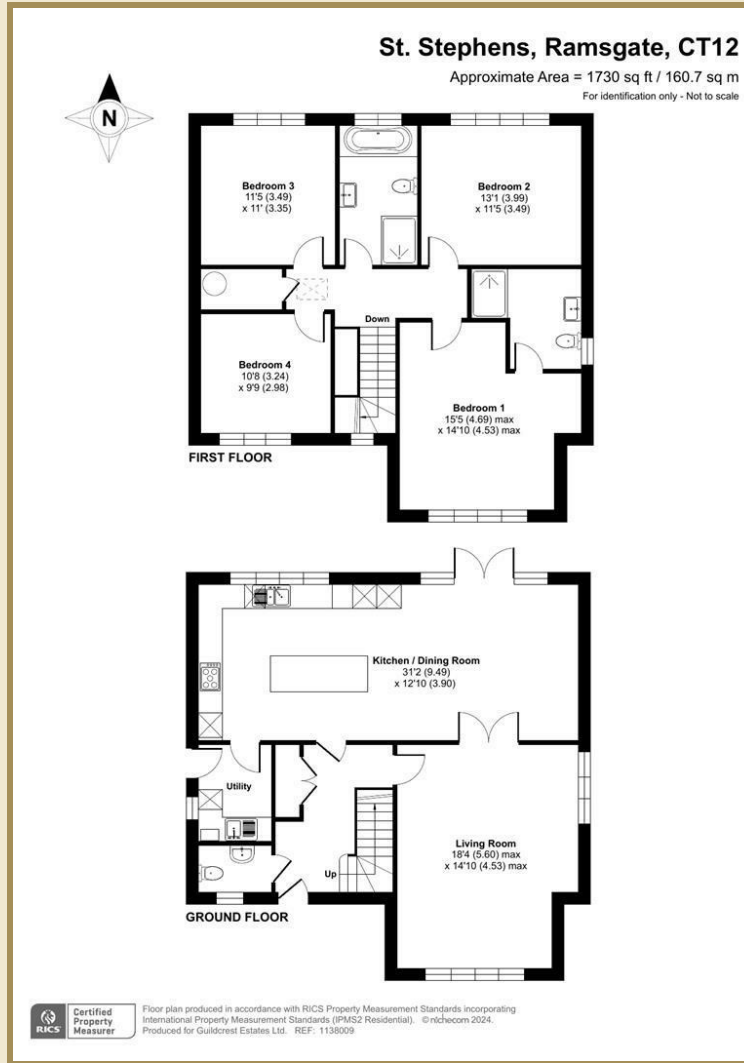 St. Stephens, Ramsgate, CT12
Approximate Area = 1730 sq ft / 160.7 sq m
For identification only - Not to scale
N
Bedroom 3
11'5 (3.49)
x 11' (3.35)
Bedroom 2
13'1 (3.99)
x 11'5 (3.49)
Down
Bedroom 4
10'8 (3.24)
x 9'9 (2.98)
Bedroom 1
15'5 (4.69) max
x 14'10 (4.53) max
FIRST FLOOR
Kitchen / Dining Room
31'2 (9.49)
x 12'10 (3.90)
Utility
Living Room
18'4 (5.60) max
x 14'10 (4.53) max
Up
GROUND FLOOR
RICS
Certified
Property
Measurer
Floor plan produced in accordance with RICS Property Measurement Standards incorporating
International Property Measurement Standards (IPMS2 Residential). ©nichecom 2024.
Produced for Guildcrest Estates Ltd. REF: 1138009